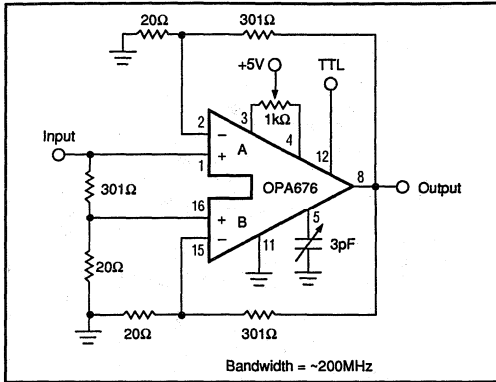 20Ω 301Ω
+5V TTL
1kΩ
2 3 4
− A 12
Input + 8 Output
1
301Ω OPA676
16 + B 5
15 − 11 3pF
20Ω
20Ω 301Ω
Bandwidth = ~200MHz